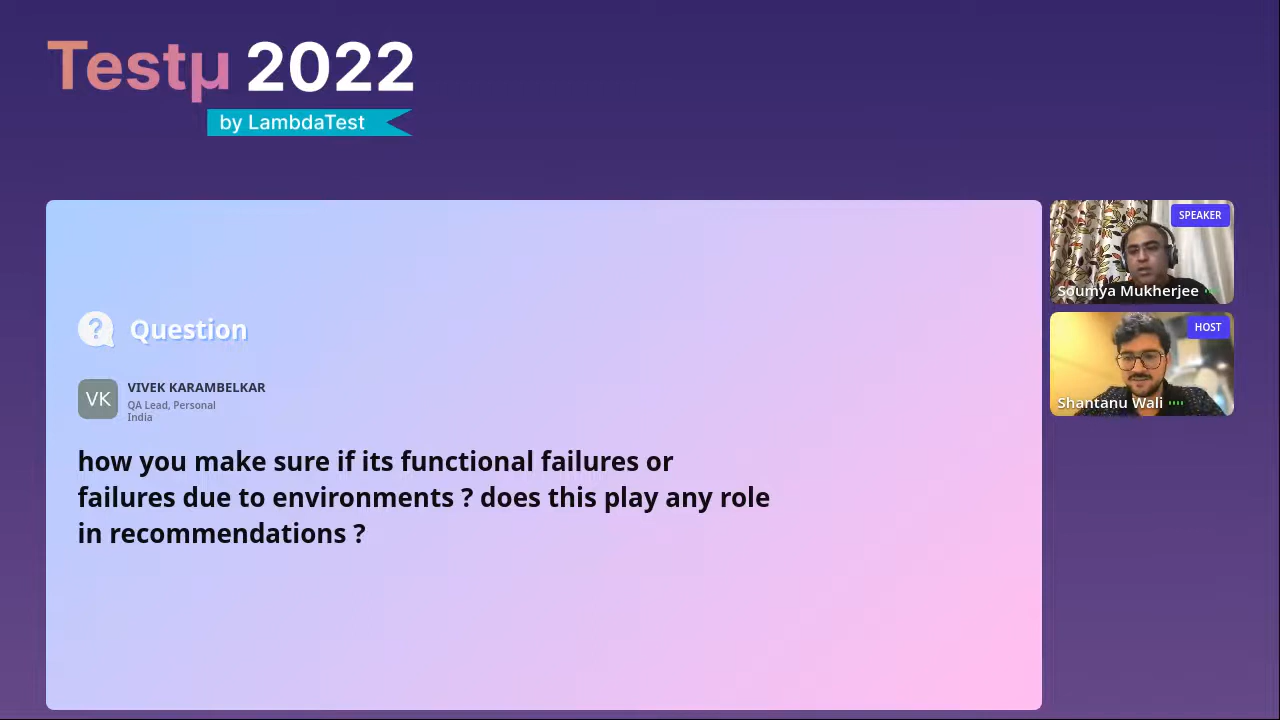 Testμ 2022
by LambdaTest
SPEAKER
Soumya Mukherjee
HOST
Shantanu Wali
? Question
VK
VIVEK KARAMBELKAR
QA Lead, Personal
India
how you make sure if its functional failures or
failures due to environments ? does this play any role
in recommendations ?